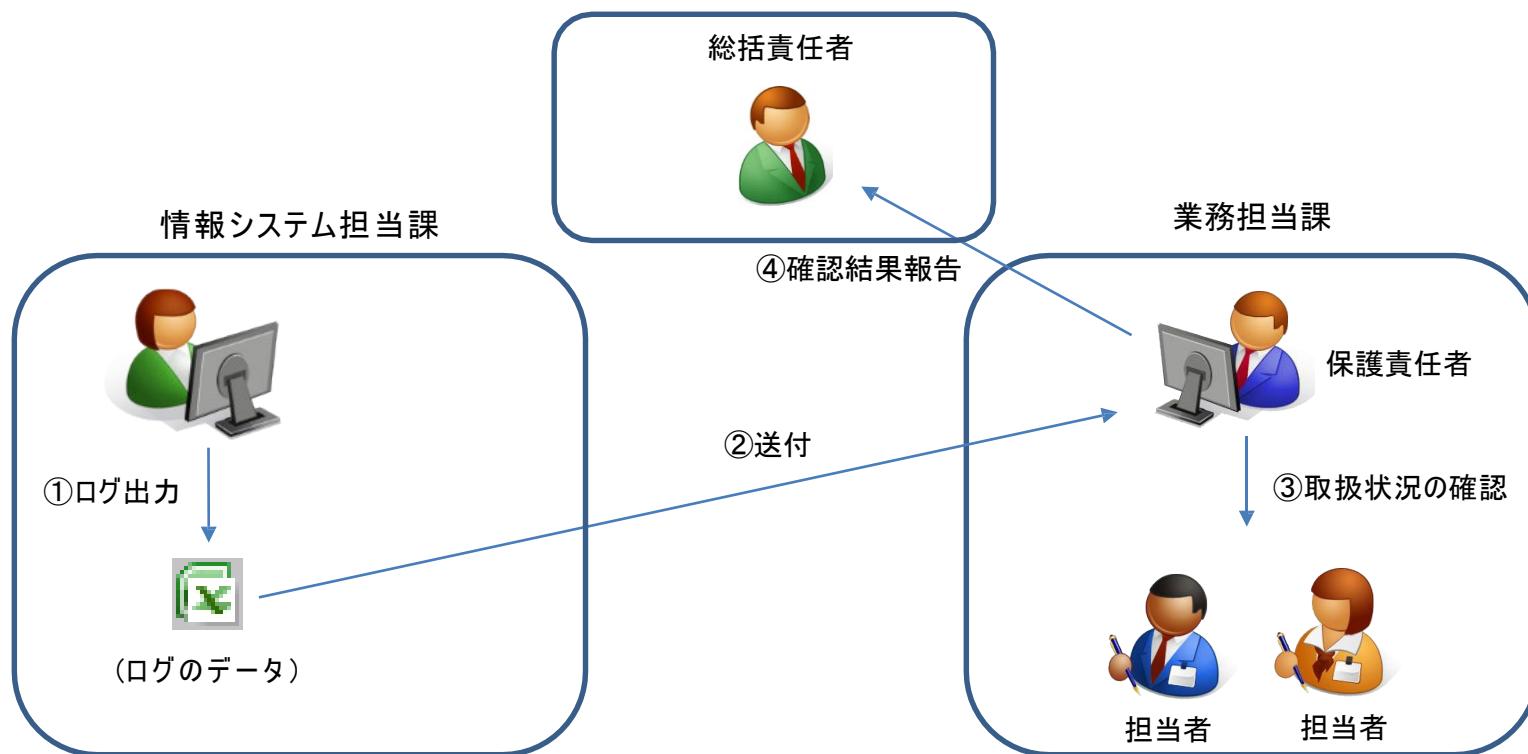 総括責任者
情報システム担当課
業務担当課
④確認結果報告
保護責任者
②送付
①ログ出力
③取扱状況の確認
(ログのデータ)
担当者
担当者